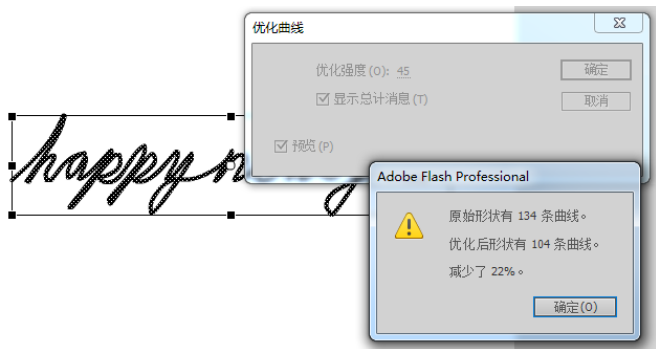 优化曲线
优化强度(O): 45
确定
显示总计消息(T)
取消
预览(P)
happy
Adobe Flash Professional
原始形状有 134 条曲线。
优化后形状有 104 条曲线。
减少了 22%。
确定(O)